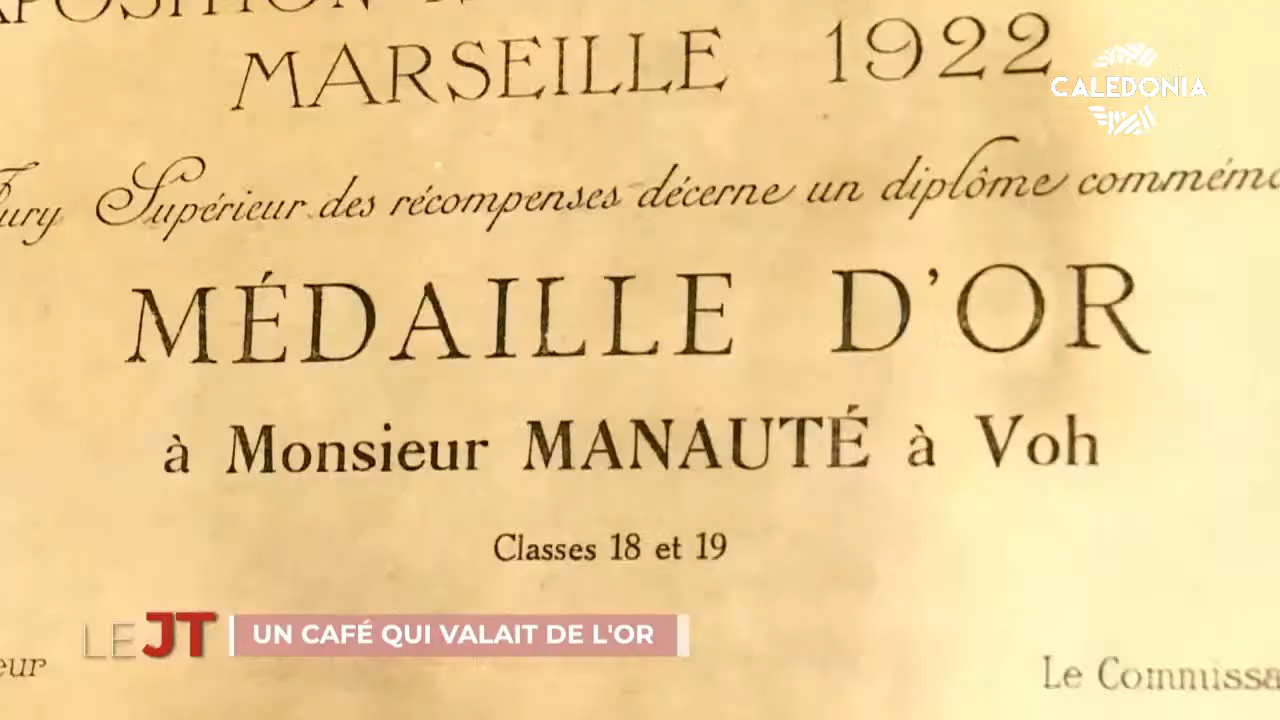 MARSEILLE 1922
CALEDONIA
Supérieur des récompenses décerne un diplôme
MÉDAILLE D'OR
à Monsieur MANAUTÉ à Voh
Classes 18 et 19
LE JT
UN CAFÉ QUI VALAIT DE L'OR
Le